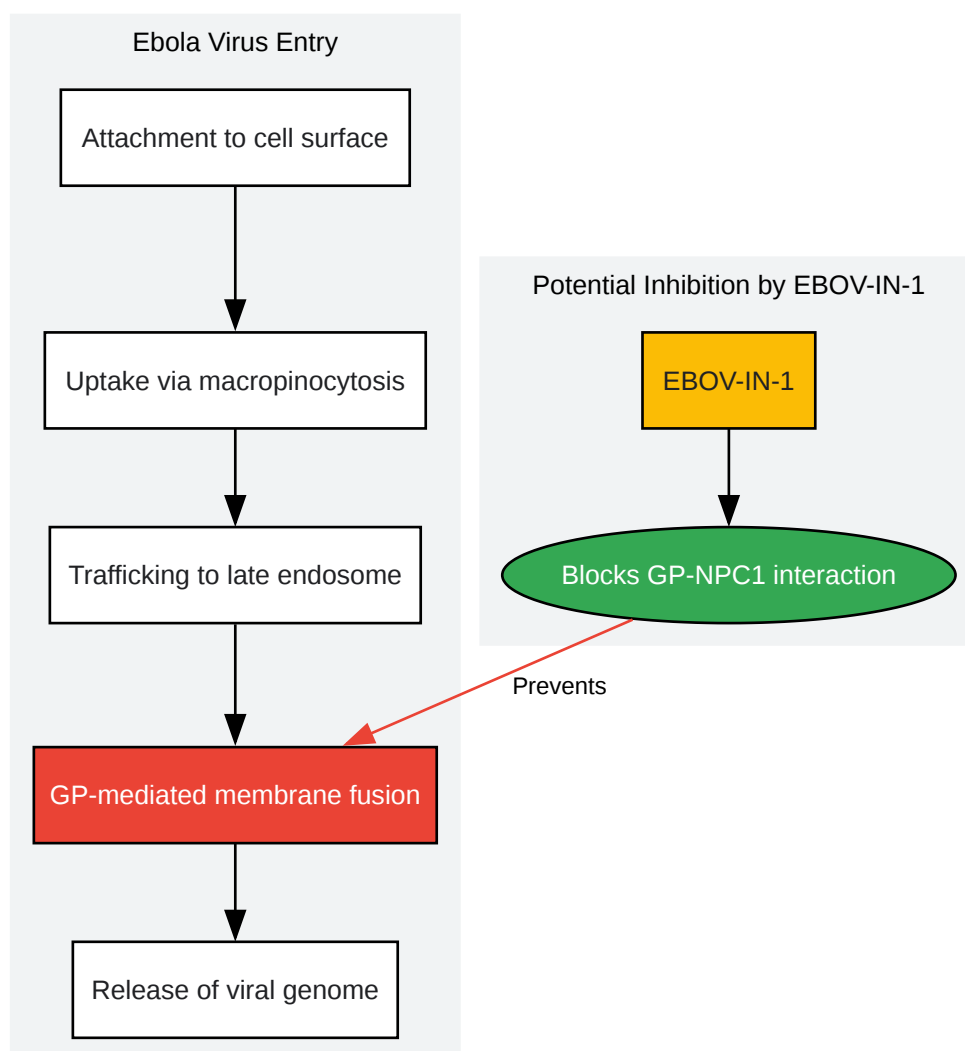 Ebola Virus Entry
Attachment to cell surface
Uptake via macropinocytosis
Trafficking to late endosome
GP-mediated membrane fusion
Release of viral genome
Potential Inhibition by EBOV-IN-1
EBOV-IN-1
Blocks GP-NPC1 interaction
Prevents